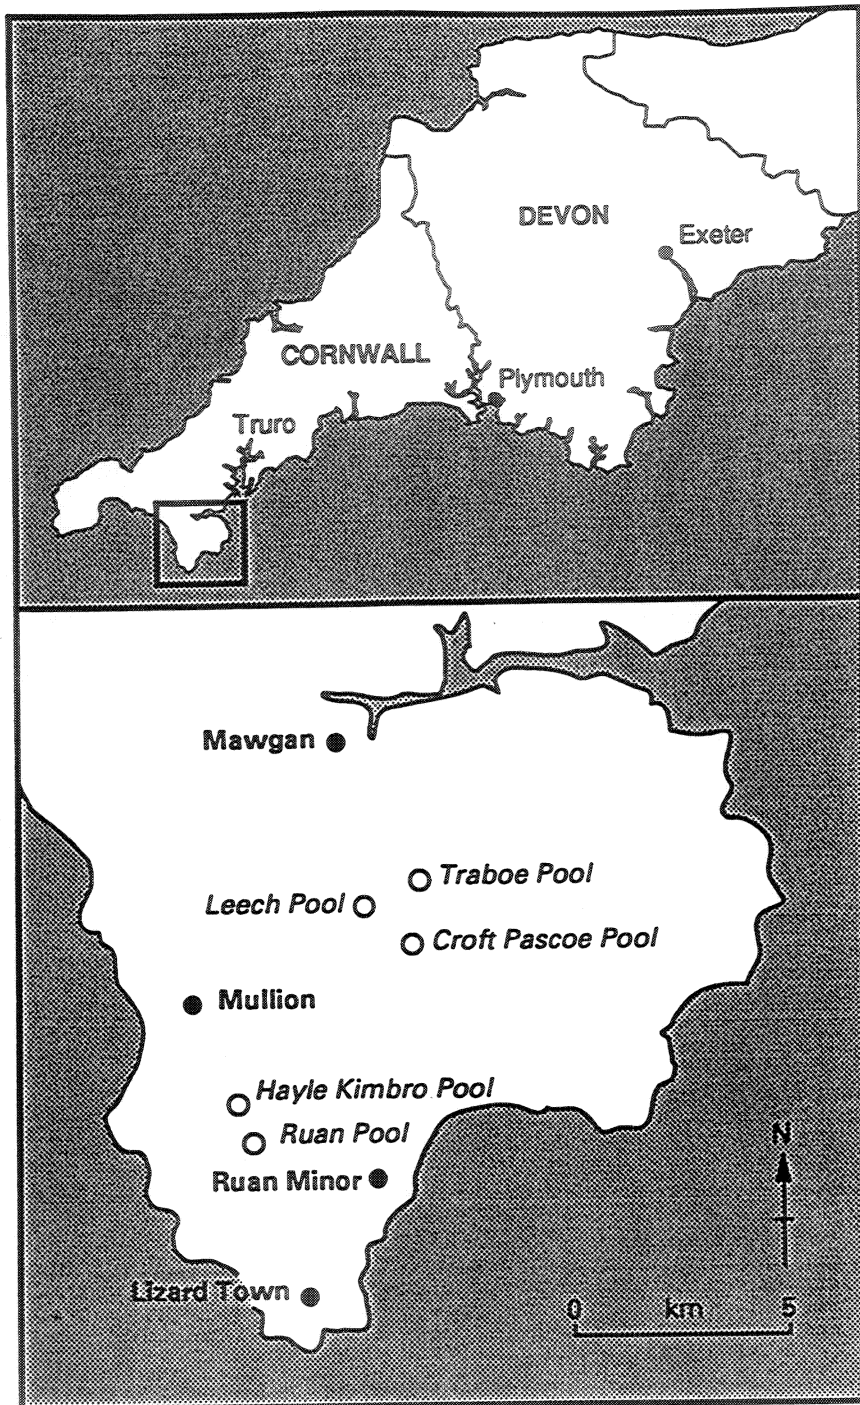 DEVON
Exeter
CORNWALL
Plymouth
Truro
Mawgan
Traboe Pool
Leech Pool
Croft Pascoe Pool
Mullion
Hayle Kimbro Pool
Ruan Pool
N
Ruan Minor
Lizard Town
0 km 5